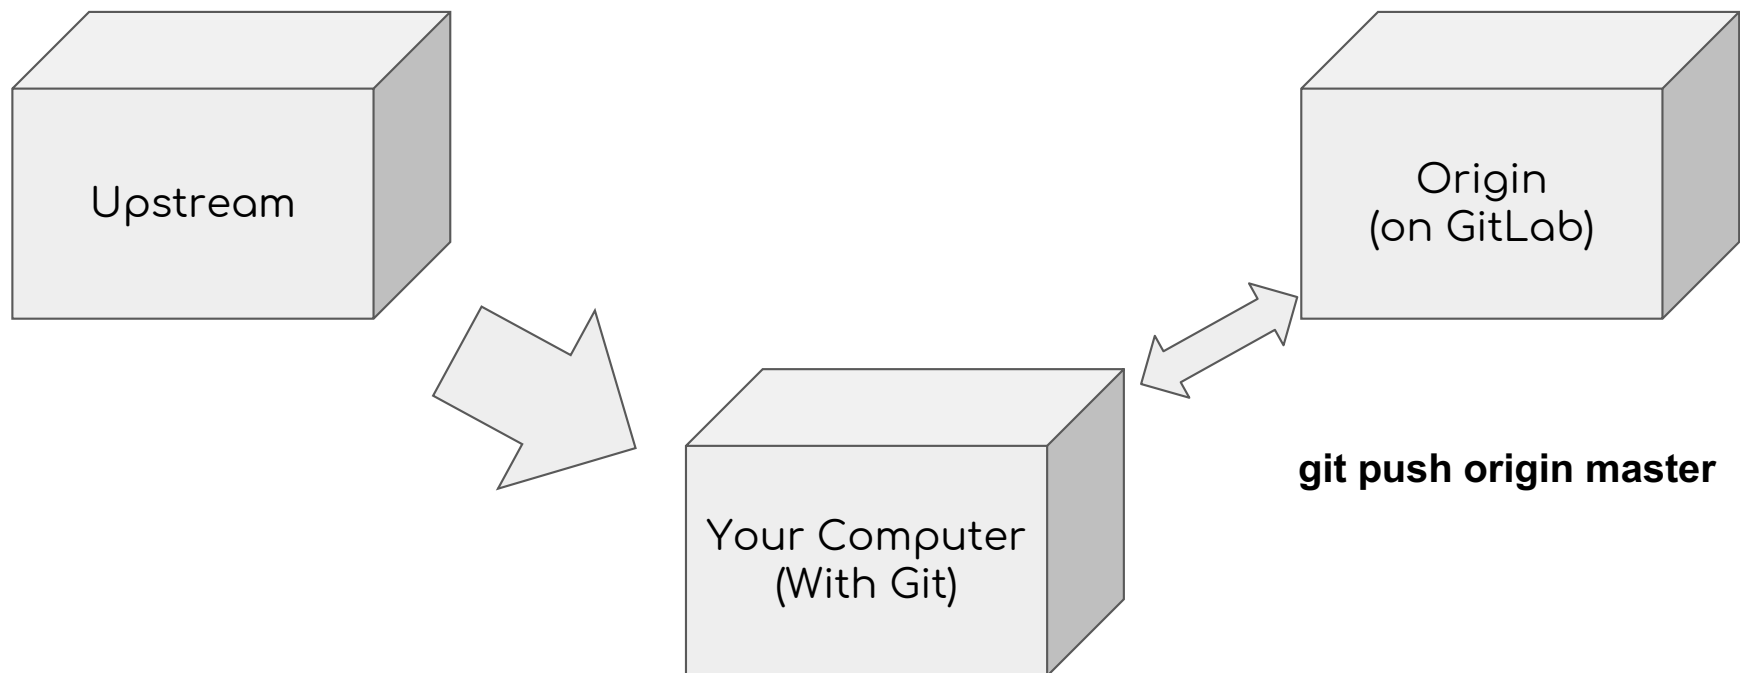 Upstream
Origin
(on GitLab)
git push origin master
Your Computer
(With Git)